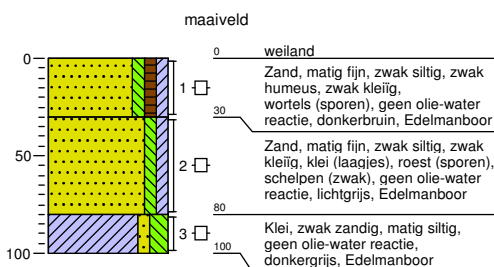 maaiveld
0
0
weiland
Zand, matig fijn, zwak siltig, zwak
humeus, zwak kleiïg,
wortels (sporen), geen olie-water
reactie, donkerbruin, Edelmanboor
1
30
Zand, matig fijn, zwak siltig, zwak
kleiïg, klei (laagjes), roest (sporen),
schelpen (zwak), geen olie-water
reactie, lichtgrijs, Edelmanboor
50
2
80
Klei, zwak zandig, matig siltig,
geen olie-water reactie,
donkergrijs, Edelmanboor
3
100
100